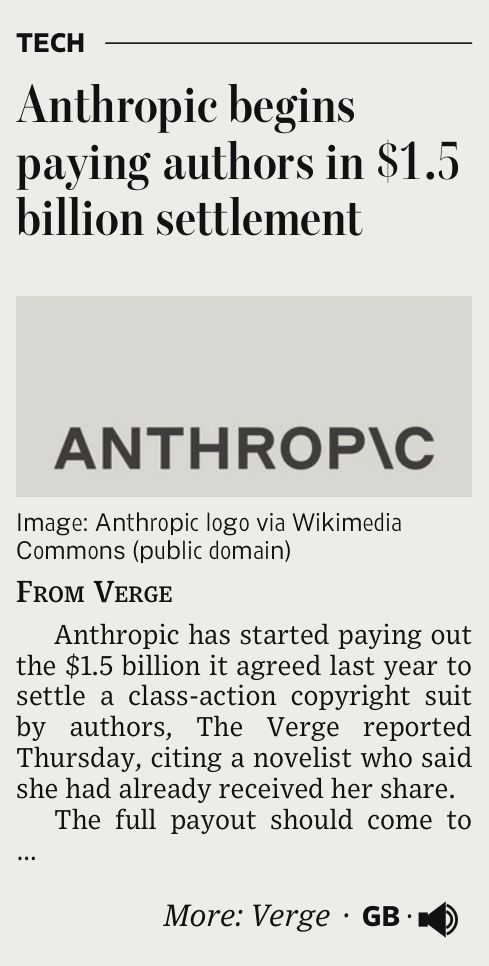 TECH
Anthropic begins
paying authors in $1.5
billion settlement
ANTHROP\C
Image: Anthropic logo via Wikimedia
Commons (public domain)
FROM VERGE
Anthropic has started paying out
the $1.5 billion it agreed last year to
settle a class-action copyright suit
by authors, The Verge reported
Thursday, citing a novelist who said
she had already received her share.
The full payout should come to
...
More: Verge · GB ·